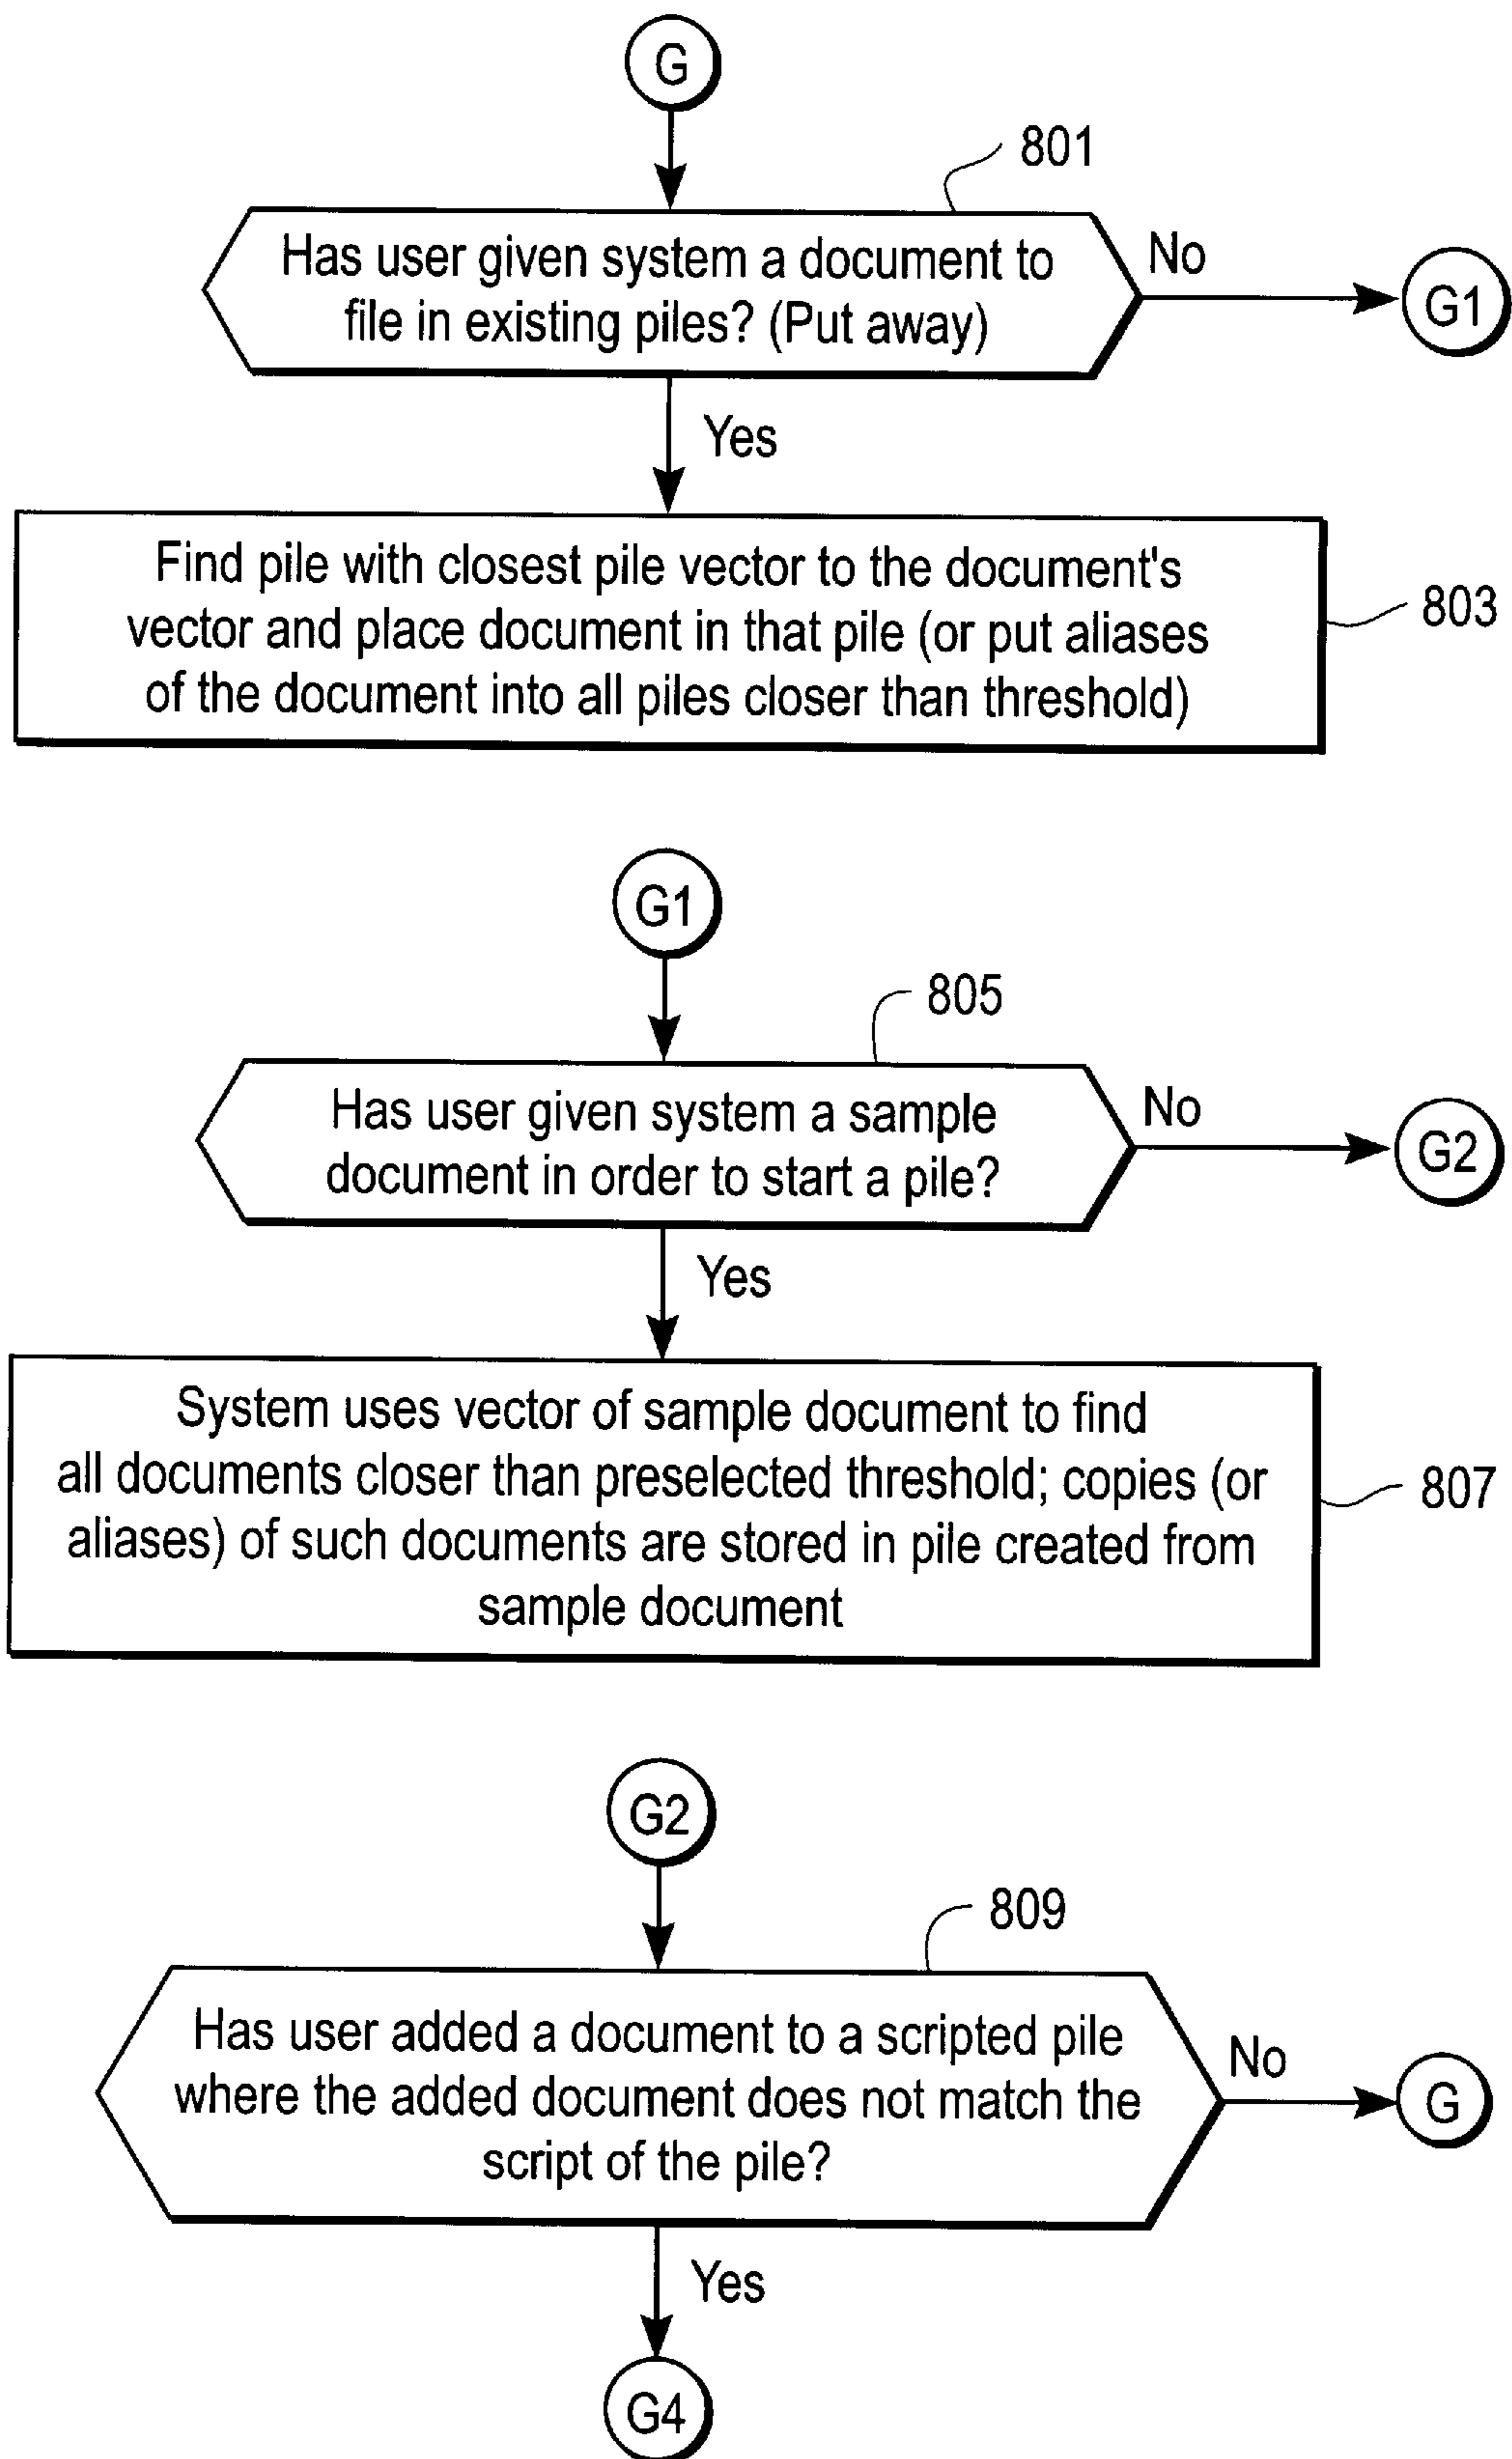 G
801
Has user given system a document to
file in existing piles? (Put away)
No
G1
Yes
Find pile with closest pile vector to the document's
vector and place document in that pile (or put aliases
of the document into all piles closer than threshold)
803
G1
805
Has user given system a sample
document in order to start a pile?
No
G2
Yes
System uses vector of sample document to find
all documents closer than preselected threshold; copies (or
aliases) of such documents are stored in pile created from
sample document
807
G2
809
Has user added a document to a scripted pile
where the added document does not match the
script of the pile?
No
G
Yes
G4